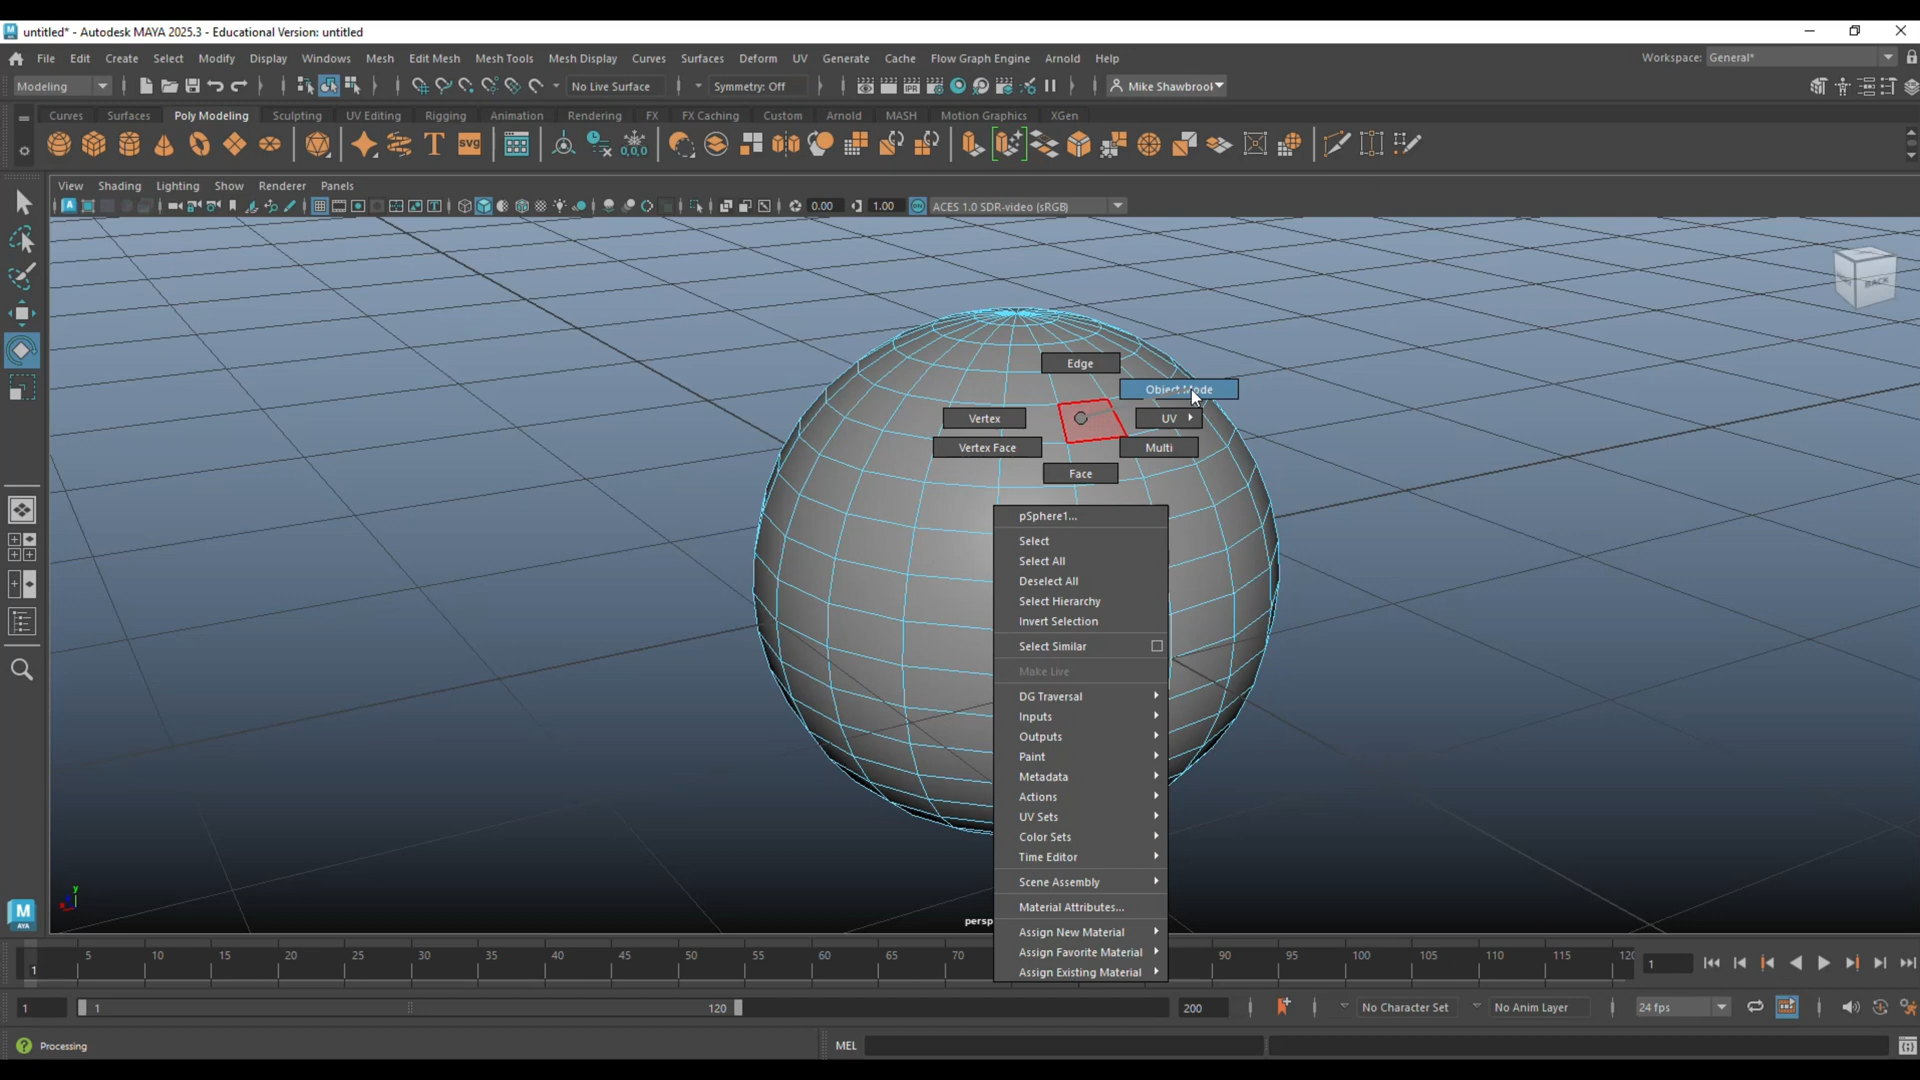 untitled* - Autodesk MAYA 2025.3 - Educational Version: untitled
File Edit Create Select Modify Display Windows Mesh Edit Mesh Mesh Tools Mesh Display Curves Surfaces Deform UV Generate Cache Flow Graph Engine Arnold Help
Workspace: General*
Modeling
No Live Surface
Symmetry: Off
IPR
Mike Shawbrool
Curves Surfaces Poly Modeling Sculpting UV Editing Rigging Animation Rendering FX FX Caching Custom Arnold MASH Motion Graphics XGen
T
SVG
0,0,0
View Shading Lighting Show Renderer Panels
0.00
1.00
ACES 1.0 SDR-video (sRGB)
BACK
Edge
Object Mode
Vertex
UV
Vertex Face
Multi
Face
pSphere1...
Select
Select All
Deselect All
Select Hierarchy
Invert Selection
Select Similar
Make Live
DG Traversal
Inputs
Outputs
Paint
Metadata
Actions
UV Sets
Color Sets
Time Editor
Scene Assembly
Material Attributes...
Assign New Material
Assign Favorite Material
Assign Existing Material
y
M
AYA
persp
5 10 15 20 25 30 35 40 45 50 55 60 65 70 90 95 100 105 110 115
1
1
1
1
120
200
No Character Set
No Anim Layer
24 fps
Processing
MEL